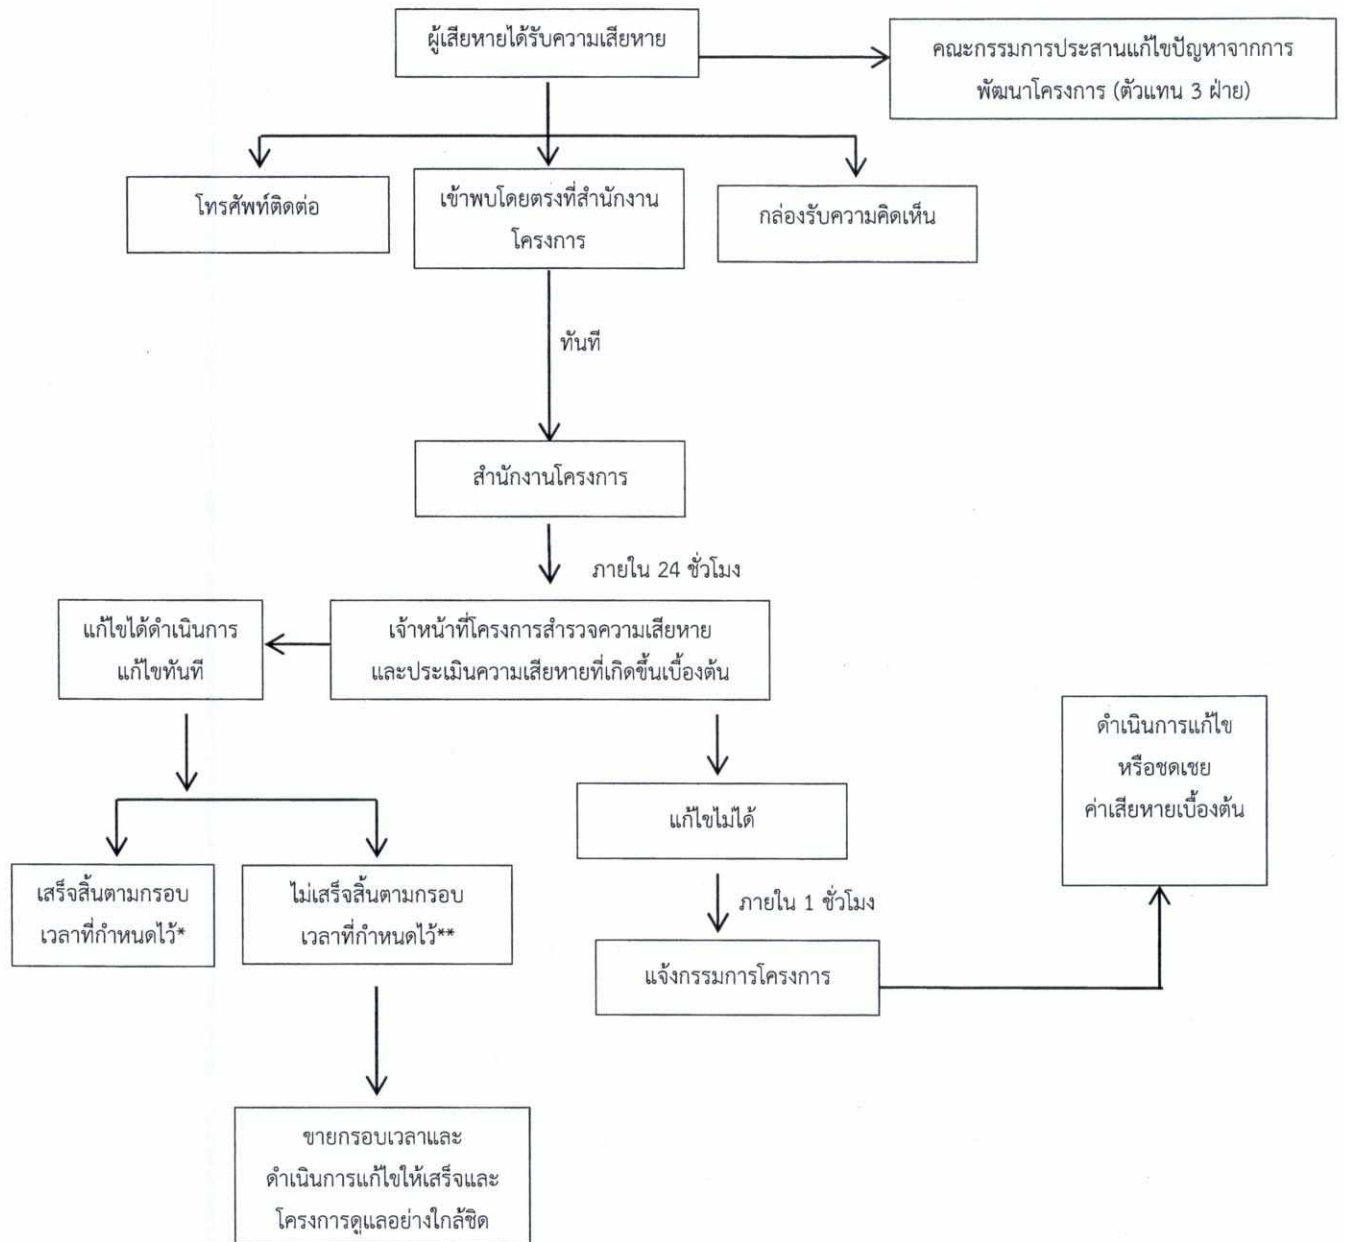 ผู้เสียหายได้รับความเสียหาย
คณะกรรมการประสานแก้ไขปัญหาจากการ
พัฒนาโครงการ (ตัวแทน 3 ฝ่าย)
โทรศัพท์ติดต่อ
เข้าพบโดยตรงที่สำนักงาน
โครงการ
กล่องรับความคิดเห็น
ทันที
สำนักงานโครงการ
ภายใน 24 ชั่วโมง
แก้ไขได้ดำเนินการ
แก้ไขทันที
เจ้าหน้าที่โครงการสำรวจความเสียหาย
และประเมินความเสียหายที่เกิดขึ้นเบื้องต้น
ดำเนินการแก้ไข
หรือชดเชย
ค่าเสียหายเบื้องต้น
แก้ไขไม่ได้
เสร็จสิ้นตามกรอบ
เวลาที่กำหนดไว้*
ไม่เสร็จสิ้นตามกรอบ
เวลาที่กำหนดไว้**
ภายใน 1 ชั่วโมง
แจ้งกรรมการโครงการ
ขายกรอบเวลาและ
ดำเนินการแก้ไขให้เสร็จและ
โครงการดูแลอย่างใกล้ชิด